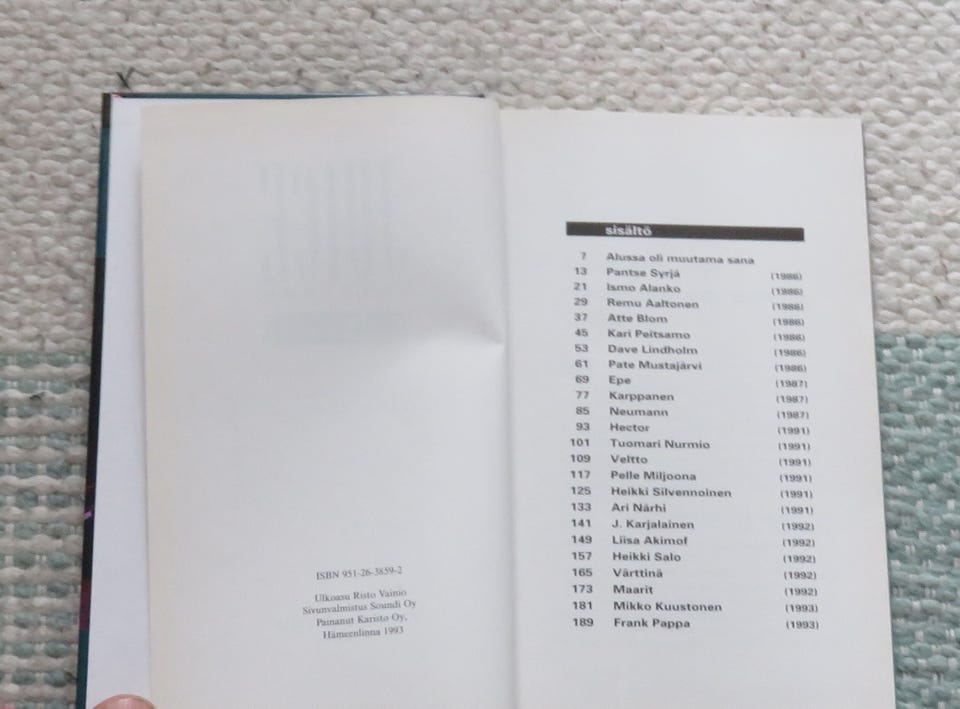 ISBN 951-26-3859-2
Ulkoasu Risto Vainio
Sivunvalmistus Soundi Oy
Painanut Karisto Oy,
Hämeenlinna 1993
sisältö
7 Alussa oli muutama sana
13 Pantse Syrjä (1986)
21 Ismo Alanko (1986)
29 Remu Aaltonen (1986)
37 Atte Blom (1986)
45 Kari Peitsamo (1986)
53 Dave Lindholm (1986)
61 Pate Mustajärvi (1986)
69 Epe (1987)
77 Karppanen (1987)
85 Neumann (1987)
93 Hector (1991)
101 Tuomari Nurmio (1991)
109 Veltto (1991)
117 Pelle Miljoona (1991)
125 Heikki Silvennoinen (1991)
133 Ari Närhi (1991)
141 J. Karjalainen (1992)
149 Liisa Akimof (1992)
157 Heikki Salo (1992)
165 Värttinä (1992)
173 Maarit (1992)
181 Mikko Kuustonen (1993)
189 Frank Pappa (1993)